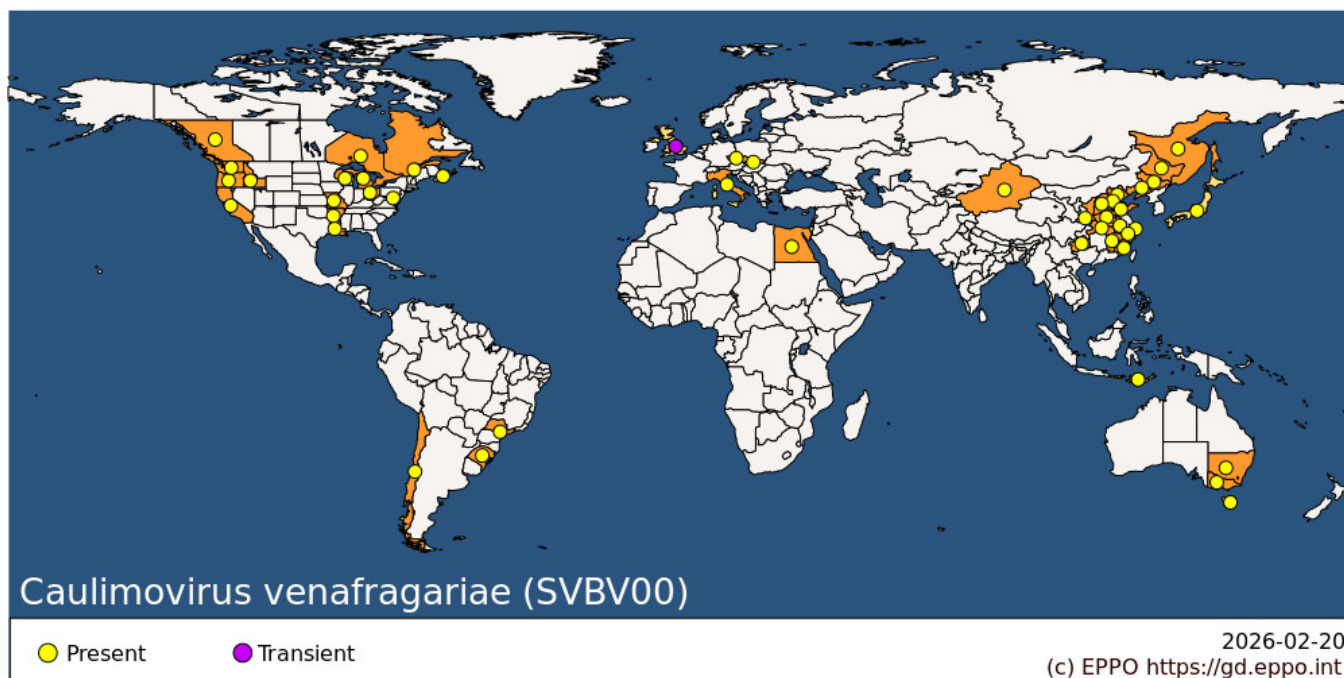 Caulimovirus venafragariae (SVBV00)
Present
Transient
2026-02-20
(c) EPPO https://gd.eppo.int